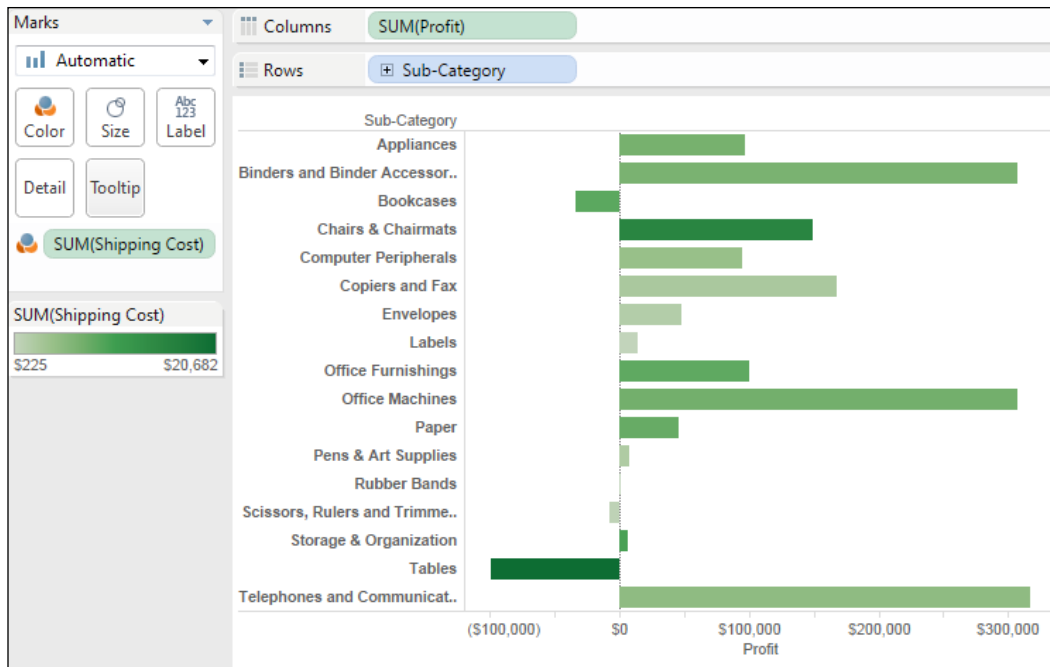 Marks
Automatic
Color
Size
Abc
123
Label
Detail
Tooltip
SUM(Shipping Cost)
SUM(Shipping Cost)
$225 $20,682
Columns SUM(Profit)
Rows Sub-Category
Sub-Category
Appliances
Binders and Binder Accessor..
Bookcases
Chairs & Chairmats
Computer Peripherals
Copiers and Fax
Envelopes
Labels
Office Furnishings
Office Machines
Paper
Pens & Art Supplies
Rubber Bands
Scissors, Rulers and Trimme..
Storage & Organization
Tables
Telephones and Communicat..
($100,000) $0 $100,000 $200,000 $300,000
Profit